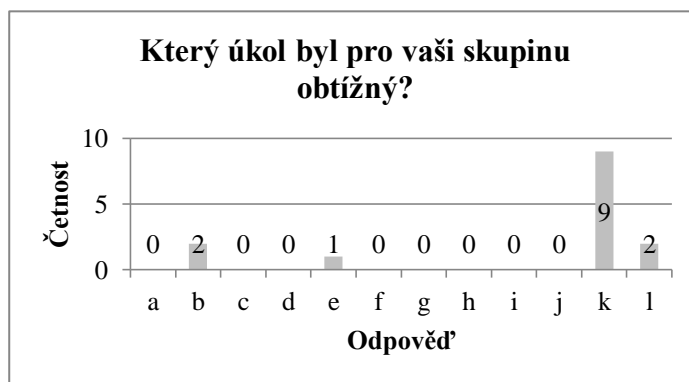 Který úkol byl pro vaši skupinu
obtížný?
Četnost
10
5
0
0 2 0 0 1 0 0 0 0 0 9 2
a b c d e f g h i j k l
Odpověď